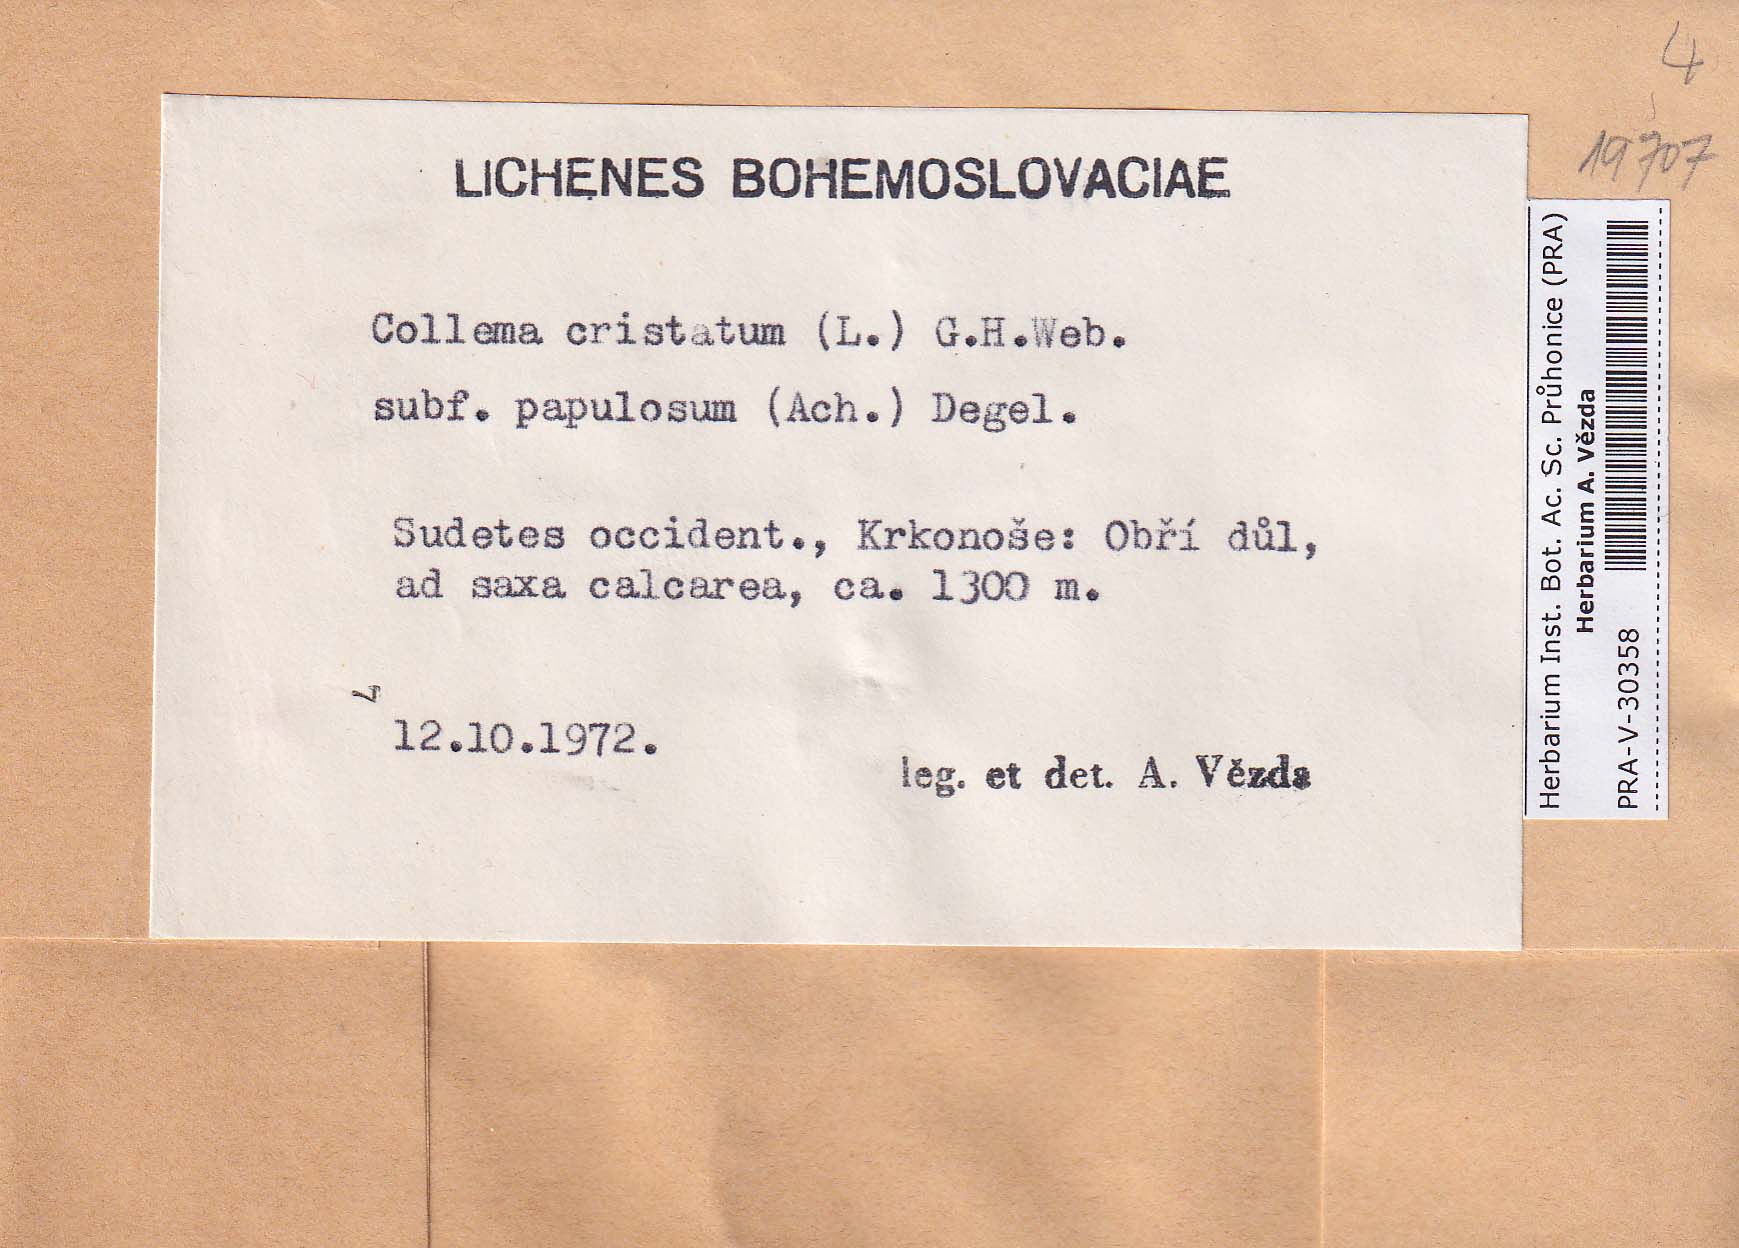 4
19707
LICHENES BOHEMOSLOVACIAE
Collema cristatum (L.) G.H.Web.
subf. papulosum (Ach.) Degel.
Sudetes occident., Krkonoše: Obří důl,
ad saxa calcarea, ca. 1300 m.
7
12.10.1972.
leg. et det. A. Vězda
Herbarium Inst. Bot. Ac. Sc. Průhonice (PRA)
Herbarium A. Vězda
PRA-V-30358